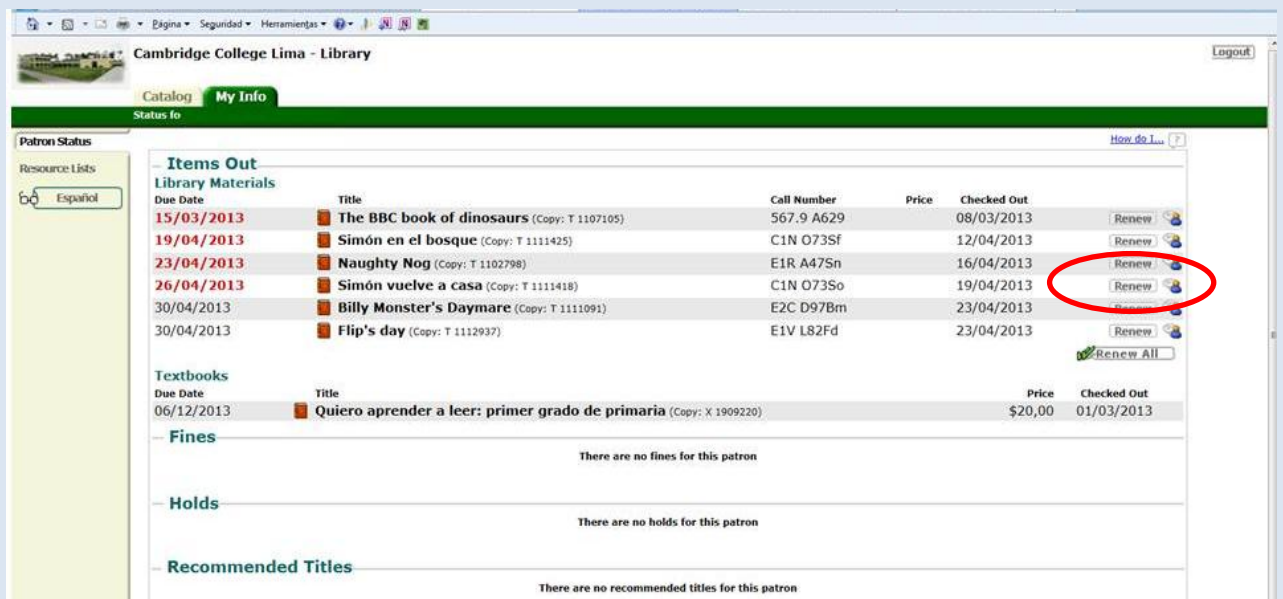 Página Seguridad Herramientas
Cambridge College Lima - Library
Logout
Catalog My Info
Status fo
Patron Status
How do I... ?
Resource Lists
Español
Items Out
Library Materials
Due Date Title Call Number Price Checked Out
15/03/2013 The BBC book of dinosaurs (Copy: T 1107105) 567.9 A629 08/03/2013 Renew
19/04/2013 Simón en el bosque (Copy: T 1111425) C1N O73Sf 12/04/2013 Renew
23/04/2013 Naughty Nog (Copy: T 1102798) E1R A47Sn 16/04/2013 Renew
26/04/2013 Simón vuelve a casa (Copy: T 1111418) C1N O73So 19/04/2013 Renew
30/04/2013 Billy Monster's Daymare (Copy: T 1111091) E2C D97Bm 23/04/2013 Renew
30/04/2013 Flip's day (Copy: T 1112937) E1V L82Fd 23/04/2013 Renew
Renew All
Textbooks
Due Date Title Price Checked Out
06/12/2013 Quiero aprender a leer: primer grado de primaria (Copy: X 1909220) $20,00 01/03/2013
Fines
There are no fines for this patron
Holds
There are no holds for this patron
Recommended Titles
There are no recommended titles for this patron